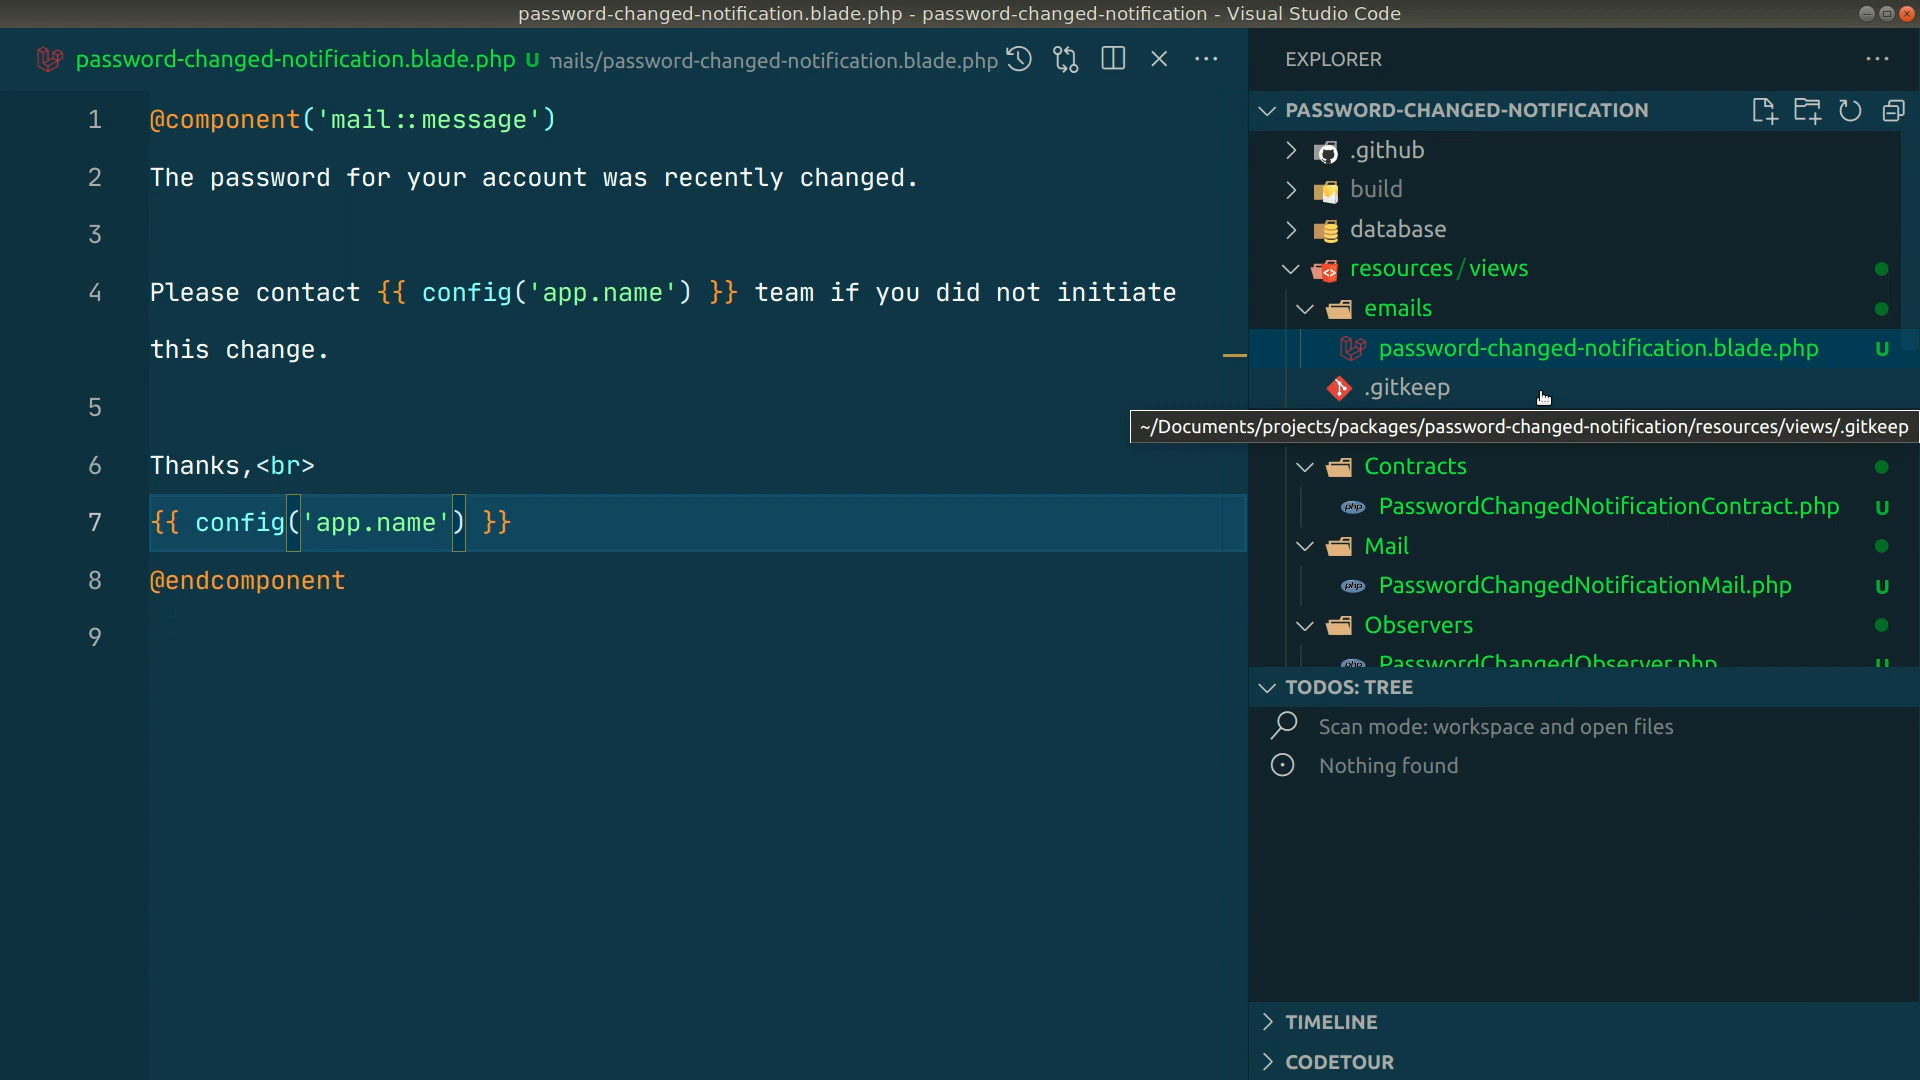 password-changed-notification.blade.php - password-changed-notification - Visual Studio Code
password-changed-notification.blade.php U nails/password-changed-notification.blade.php
1 @component('mail::message')
2 The password for your account was recently changed.
3
4 Please contact {{ config('app.name') }} team if you did not initiate
this change.
5
6 Thanks,<br>
7 {{ config('app.name') }}
8 @endcomponent
9
EXPLORER
PASSWORD-CHANGED-NOTIFICATION
.github
build
database
resources/views
emails
password-changed-notification.blade.php U
.gitkeep
~/Documents/projects/packages/password-changed-notification/resources/views/.gitkeep
Contracts
PasswordChangedNotificationContract.php U
Mail
PasswordChangedNotificationMail.php U
Observers
PasswordChangedObserver.php U
TODOS: TREE
Scan mode: workspace and open files
Nothing found
TIMELINE
CODETOUR